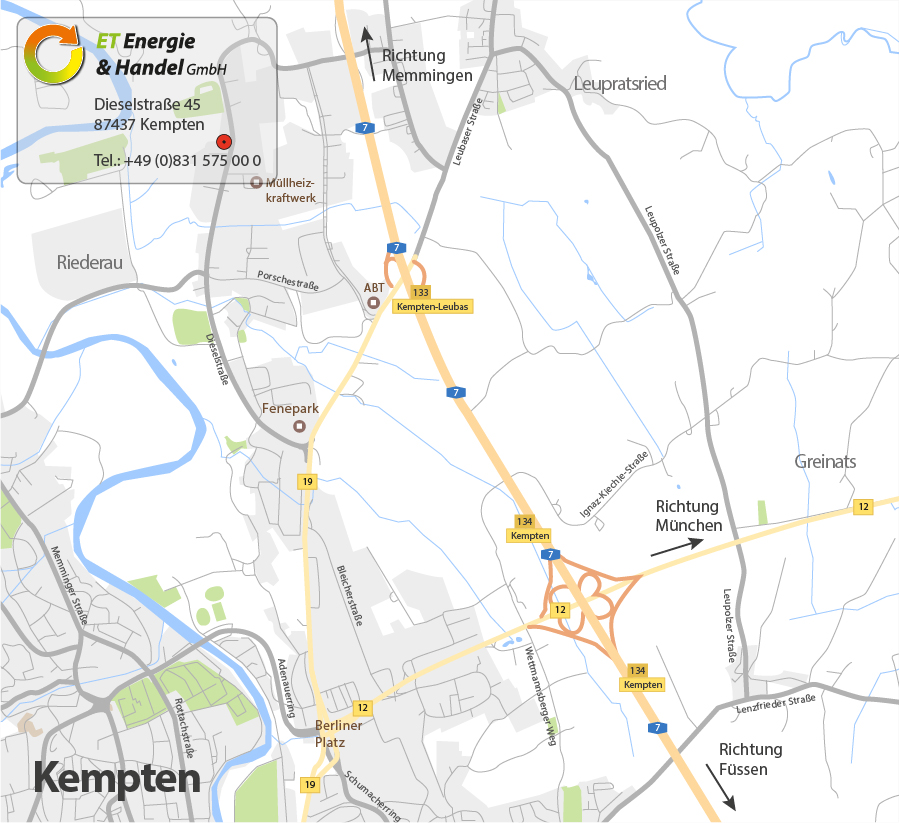 ET Energie
& Handel GmbH
Dieselstraße 45
87437 Kempten
Tel.: +49 (0)831 575 00 0
Richtung
Memmingen
Leupratsried
7
Leubaser Straße
Müllheiz-
kraftwerk
Leupolzer Straße
7
Riederau
Porschestraße
ABT
133
Kempten-Leubas
Dieselstraße
7
Fenepark
Greinats
Ignaz-Kiechle-Straße
19
Richtung
München
12
134
Kempten
7
Memminger Straße
Bleicherstraße
12
Leupolzer Straße
Wettmannsberger Weg
134
Kempten
Adenauerring
Rottachstraße
12
Lenzfrieder Straße
Berliner
Platz
7
Richtung
Füssen
Kempten
19
Schumacherring